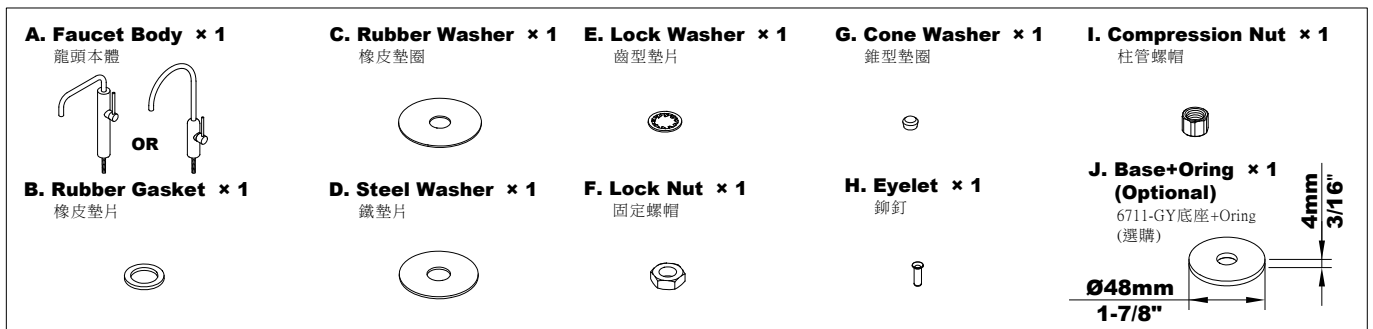 A. Faucet Body × 1
龍頭本體
OR
B. Rubber Gasket × 1
橡皮墊片
C. Rubber Washer × 1
橡皮墊圈
D. Steel Washer × 1
鐵墊片
E. Lock Washer × 1
齒型墊片
F. Lock Nut × 1
固定螺帽
G. Cone Washer × 1
錐型墊圈
H. Eyelet × 1
鉚釘
I. Compression Nut × 1
柱管螺帽
J. Base+Oring × 1
(Optional)
6711-GY底座+Oring
(選購)
4mm
3/16"
Ø48mm
1-7/8"